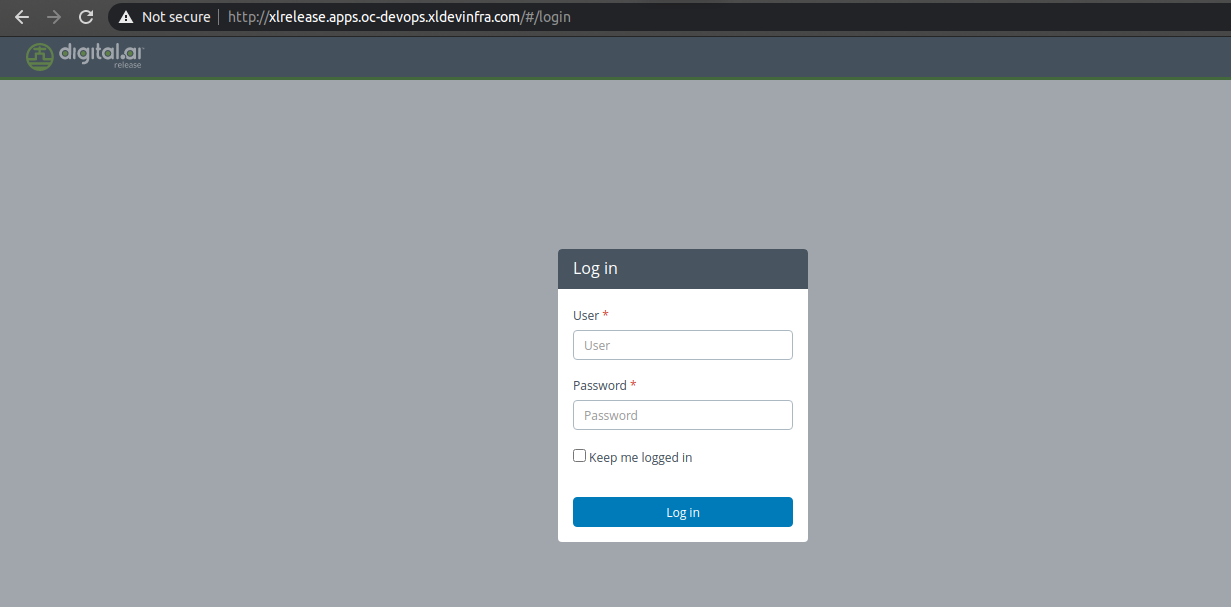 Not secure | http://xlrelease.apps.oc-devops.xldevinfra.com/#/login
digital.ai
release
Log in
User *
User
Password *
Password
Keep me logged in
Log in